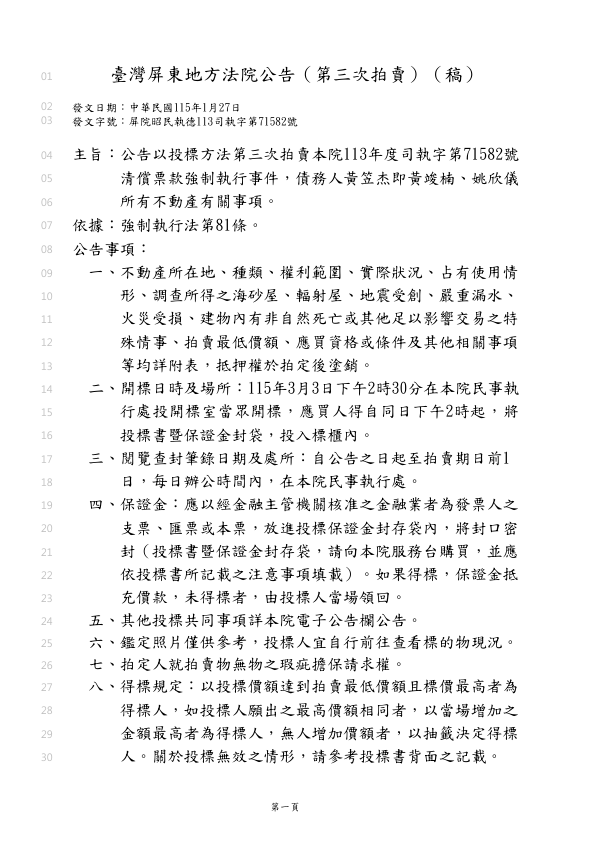 01 臺灣屏東地方法院公告（第三次拍賣）（稿）
02 發文日期：中華民國115年1月27日
03 發文字號：屏院昭民執德113司執字第71582號
04 主旨：公告以投標方法第三次拍賣本院113年度司執字第71582號
05 清償票款強制執行事件，債務人黃笠杰即黃竣楠、姚欣儀
06 所有不動產有關事項。
07 依據：強制執行法第81條。
08 公告事項：
09 一、不動產所在地、種類、權利範圍、實際狀況、占有使用情
10 形、調查所得之海砂屋、輻射屋、地震受創、嚴重漏水、
11 火災受損、建物內有非自然死亡或其他足以影響交易之特
12 殊情事、拍賣最低價額、應買資格或條件及其他相關事項
13 等均詳附表，抵押權於拍定後塗銷。
14 二、開標日時及場所：115年3月3日下午2時30分在本院民事執
15 行處投開標室當眾開標，應買人得自同日下午2時起，將
16 投標書暨保證金封袋，投入標櫃內。
17 三、閱覽查封筆錄日期及處所：自公告之日起至拍賣期日前1
18 日，每日辦公時間內，在本院民事執行處。
19 四、保證金：應以經金融主管機關核准之金融業者為發票人之
20 支票、匯票或本票，放進投標保證金封存袋內，將封口密
21 封（投標書暨保證金封存袋，請向本院服務台購買，並應
22 依投標書所記載之注意事項填載）。如果得標，保證金抵
23 充價款，未得標者，由投標人當場領回。
24 五、其他投標共同事項詳本院電子公告欄公告。
25 六、鑑定照片僅供參考，投標人宜自行前往查看標的物現況。
26 七、拍定人就拍賣物無物之瑕疵擔保請求權。
27 八、得標規定：以投標價額達到拍賣最低價額且標價最高者為
28 得標人，如投標人願出之最高價額相同者，以當場增加之
29 金額最高者為得標人，無人增加價額者，以抽籤決定得標
30 人。關於投標無效之情形，請參考投標書背面之記載。
第一頁